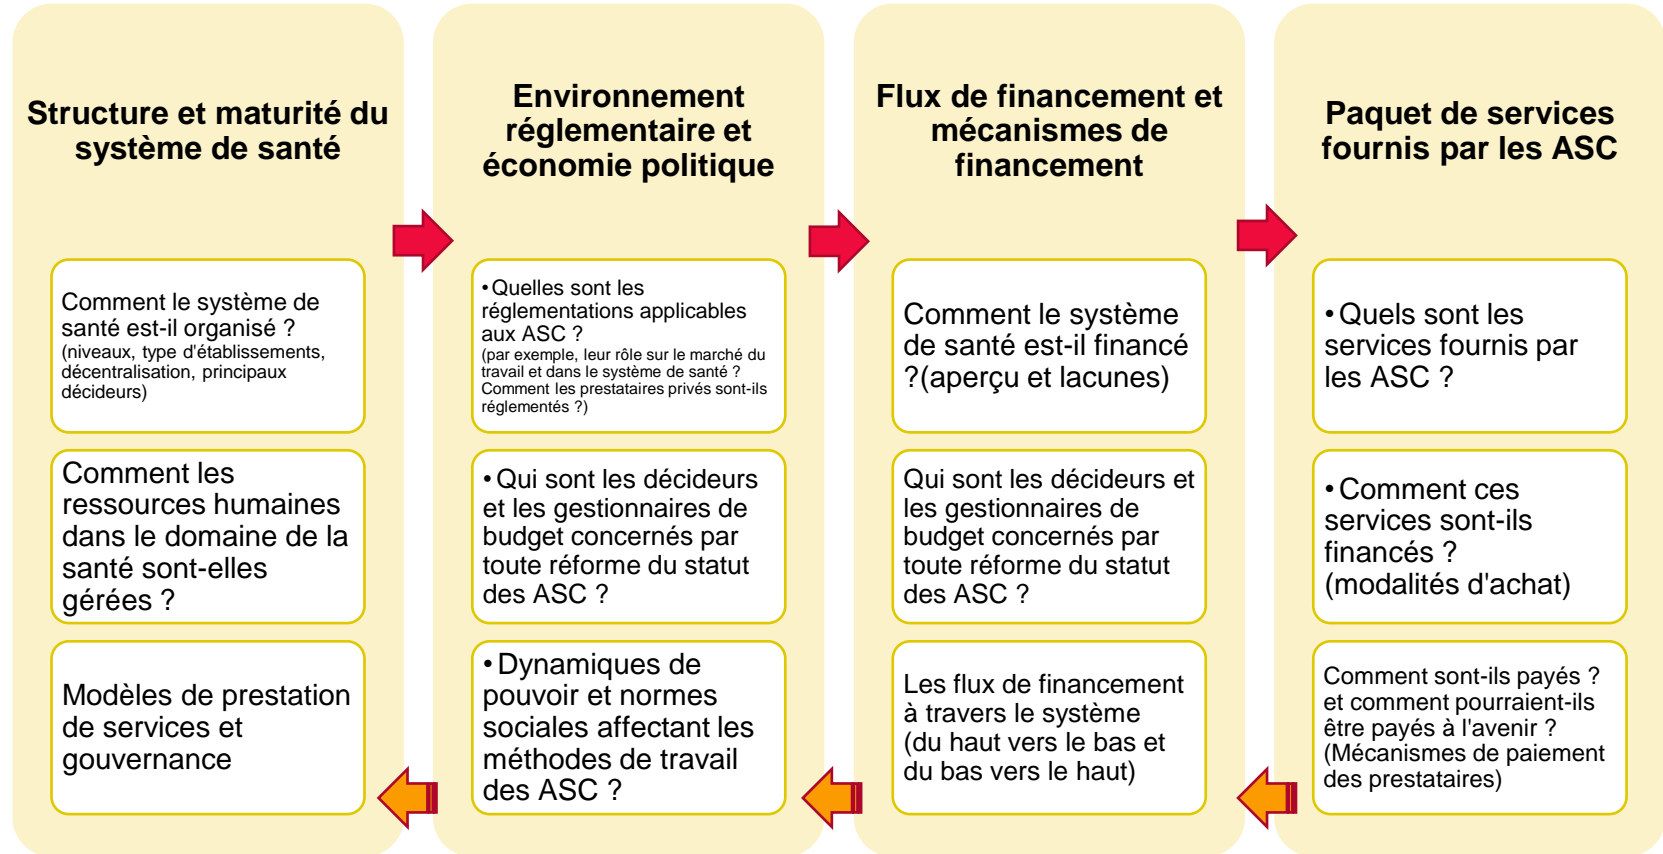 Structure et maturité du
système de santé
Comment le système de
santé est-il organisé ?
(niveaux, type d'établissements,
décentralisation, principaux
décideurs)
Comment les
ressources humaines
dans le domaine de la
santé sont-elles
gérées ?
Modèles de prestation
de services et
gouvernance
Environnement
réglementaire et
économie politique
•Quelles sont les
réglementations applicables
aux ASC ?
(par exemple, leur rôle sur le marché du
travail et dans le système de santé ?
Comment les prestataires privés sont-ils
réglementés ?)
•Qui sont les décideurs
et les gestionnaires de
budget concernés par
toute réforme du statut
des ASC ?
•Dynamiques de
pouvoir et normes
sociales affectant les
méthodes de travail
des ASC ?
Flux de financement et
mécanismes de
financement
Comment le système
de santé est-il financé
?(aperçu et lacunes)
Qui sont les décideurs et
les gestionnaires de
budget concernés par
toute réforme du statut
des ASC ?
Les flux de financement
à travers le système
(du haut vers le bas et
du bas vers le haut)
Paquet de services
fournis par les ASC
•Quels sont les
services fournis par
les ASC ?
•Comment ces
services sont-ils
financés ?
(modalités d'achat)
Comment sont-ils payés ?
et comment pourraient-ils
être payés à l'avenir ?
(Mécanismes de paiement
des prestataires)